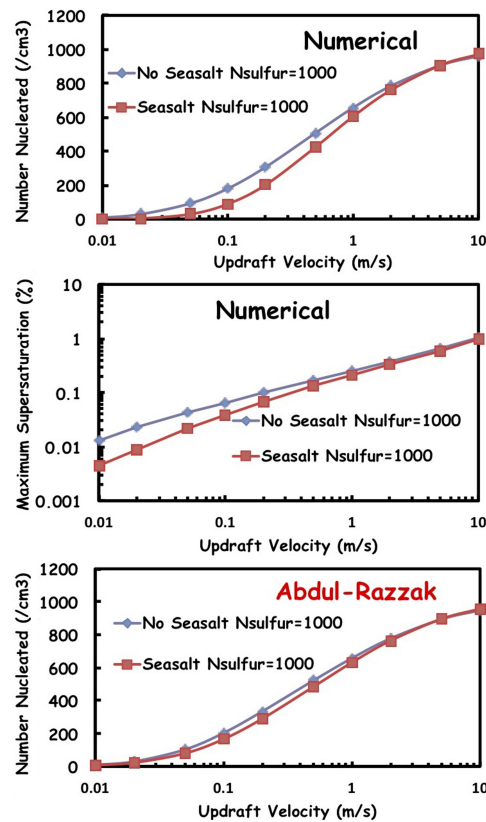 1200
1000
800
600
400
200
0
Number Nucleated (/cm3)
Numerical
No Seasalt Nsulfur=1000
Seasalt Nsulfur=1000
0.01 0.1 1 10
Updraft Velocity (m/s)
10
1
0.1
0.01
0.001
Maximum Supersaturation (%)
Numerical
No Seasalt Nsulfur=1000
Seasalt Nsulfur=1000
0.01 0.1 1 10
Updraft Velocity (m/s)
1200
1000
800
600
400
200
0
Number Nucleated (/cm3)
Abdul-Razzak
No Seasalt Nsulfur=1000
Seasalt Nsulfur=1000
0.01 0.1 1 10
Updraft Velocity (m/s)